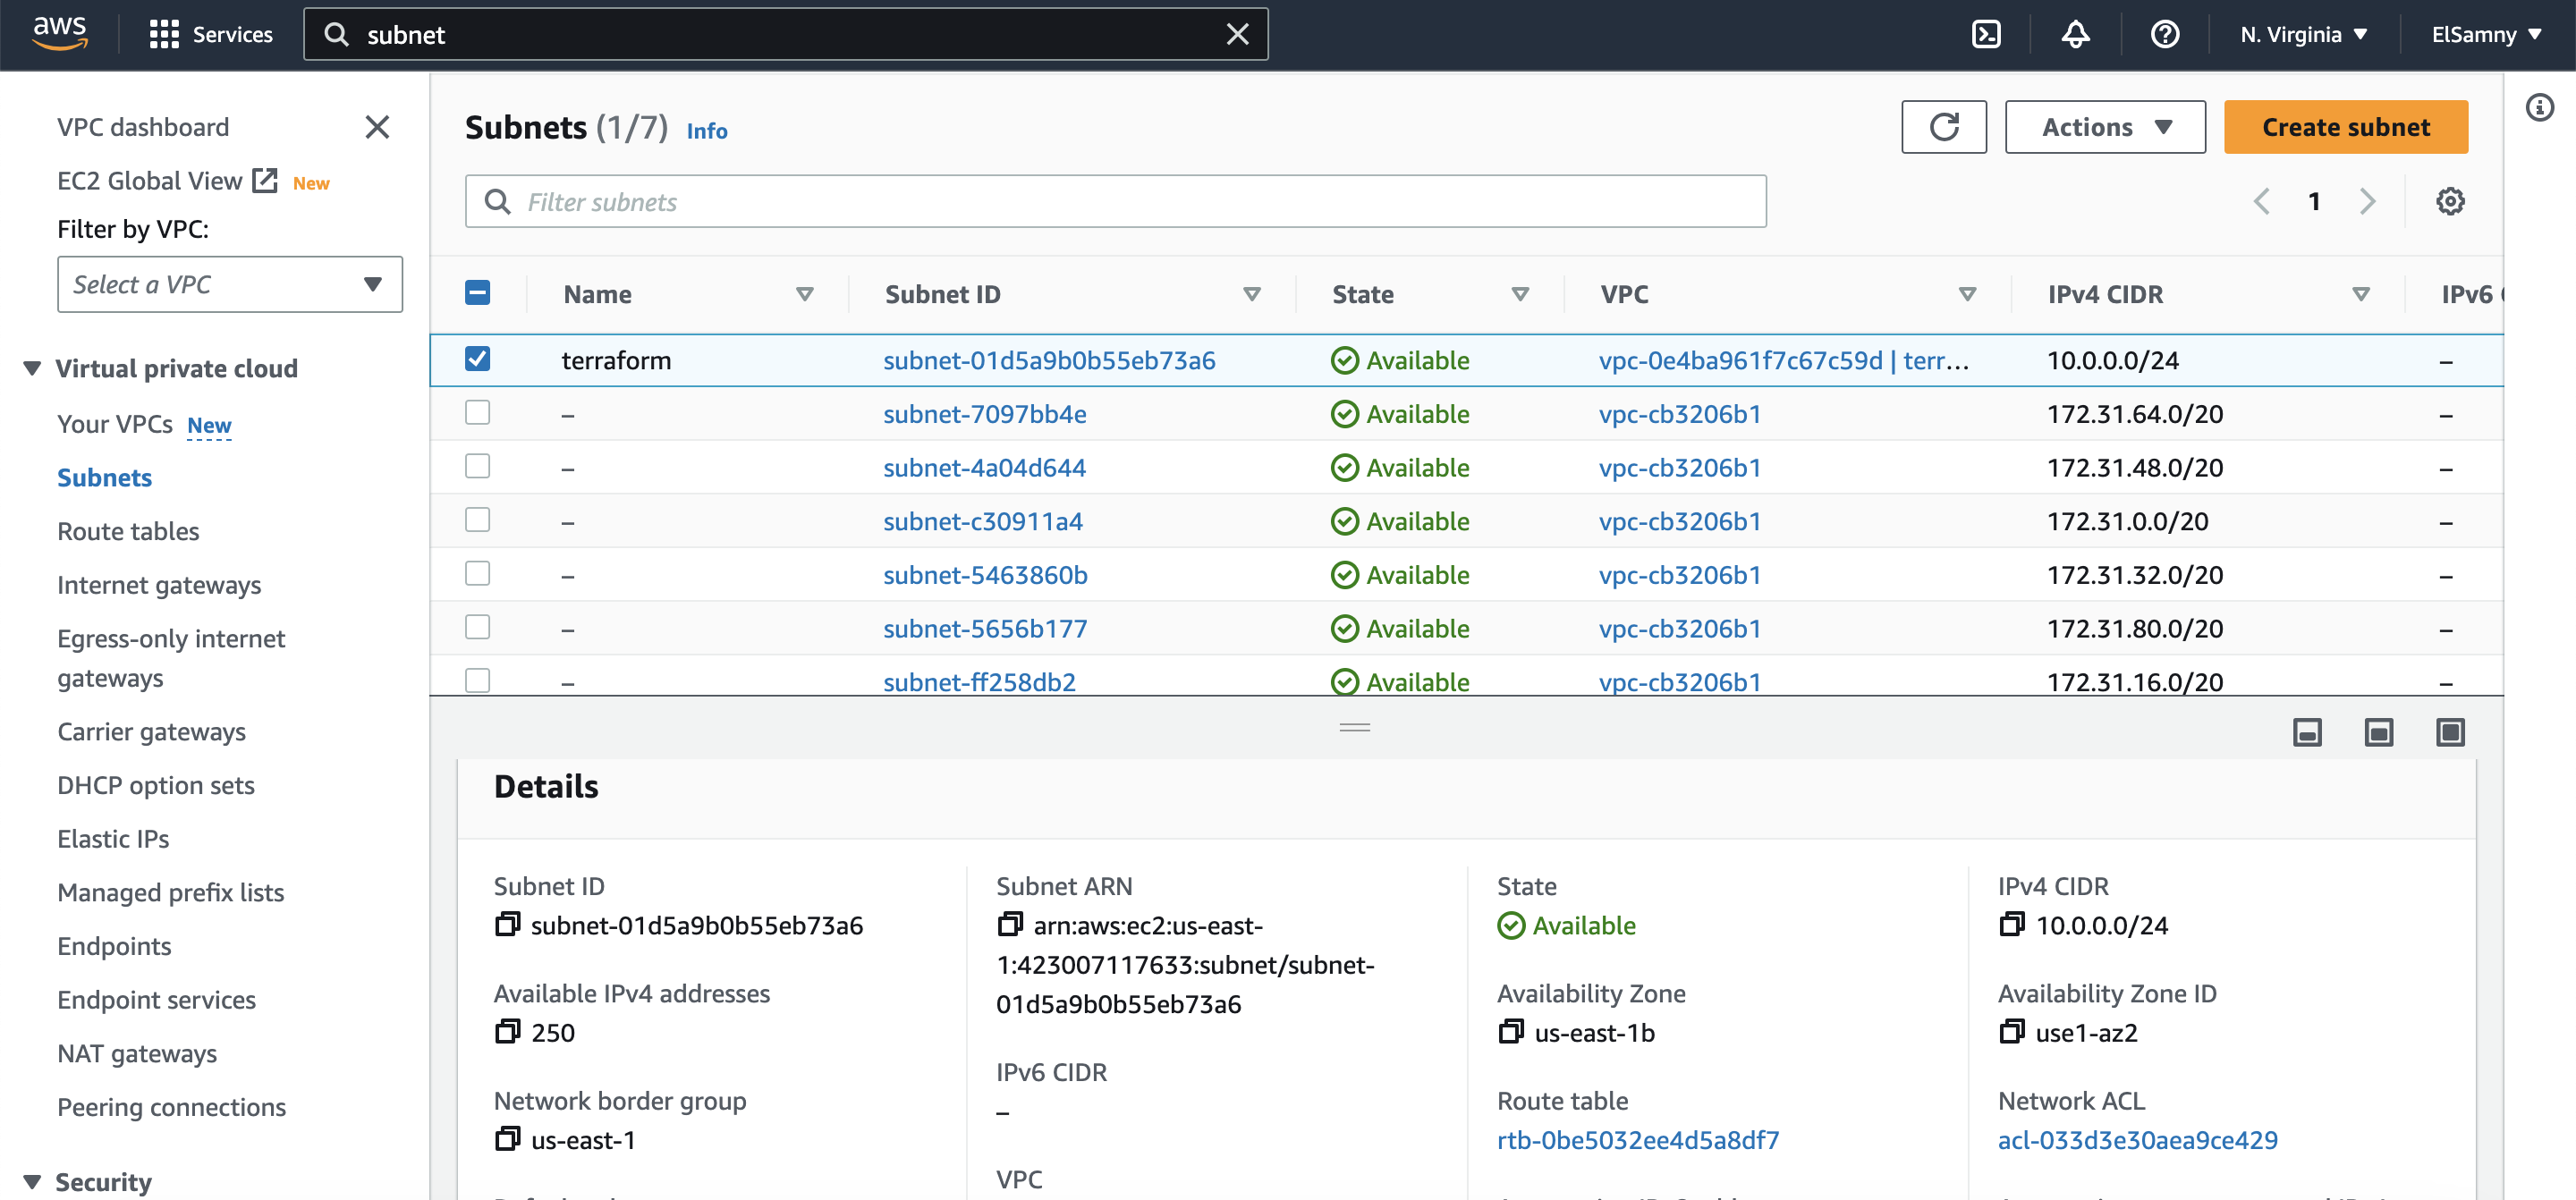 aws Services subnet N. Virginia ElSamny
VPC dashboard
EC2 Global View New
Filter by VPC:
Select a VPC
Virtual private cloud
Your VPCs New
Subnets
Route tables
Internet gateways
Egress-only internet
gateways
Carrier gateways
DHCP option sets
Elastic IPs
Managed prefix lists
Endpoints
Endpoint services
NAT gateways
Peering connections
Security
Subnets (1/7) Info
Actions
Create subnet
Filter subnets
1
Name Subnet ID State VPC IPv4 CIDR IPv6
terraform subnet-01d5a9b0b55eb73a6 Available vpc-0e4ba961f7c67c59d | terr… 10.0.0.0/24 –
– subnet-7097bb4e Available vpc-cb3206b1 172.31.64.0/20 –
– subnet-4a04d644 Available vpc-cb3206b1 172.31.48.0/20 –
– subnet-c30911a4 Available vpc-cb3206b1 172.31.0.0/20 –
– subnet-5463860b Available vpc-cb3206b1 172.31.32.0/20 –
– subnet-5656b177 Available vpc-cb3206b1 172.31.80.0/20 –
– subnet-ff258db2 Available vpc-cb3206b1 172.31.16.0/20 –
Details
Subnet ID
subnet-01d5a9b0b55eb73a6
Available IPv4 addresses
250
Network border group
us-east-1
Subnet ARN
arn:aws:ec2:us-east-
1:423007117633:subnet/subnet-
01d5a9b0b55eb73a6
IPv6 CIDR
–
VPC
State
Available
Availability Zone
us-east-1b
Route table
rtb-0be5032ee4d5a8df7
IPv4 CIDR
10.0.0.0/24
Availability Zone ID
use1-az2
Network ACL
acl-033d3e30aea9ce429